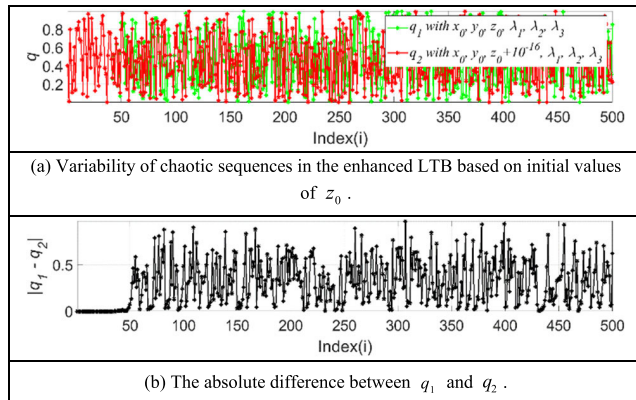 q
0.8
0.6
0.4
0.2
q₁ with x₀, y₀, z₀, λ₁, λ₂, λ₃
q₂ with x₀, y₀, z₀+10⁻¹⁶, λ₁, λ₂, λ₃
50 100 150 200 250 300 350 400 450 500
Index(i)
(a) Variability of chaotic sequences in the enhanced LTB based on initial values
of z₀ .
|q₁ - q₂|
0.5
0
50 100 150 200 250 300 350 400 450 500
Index(i)
(b) The absolute difference between q₁ and q₂ .